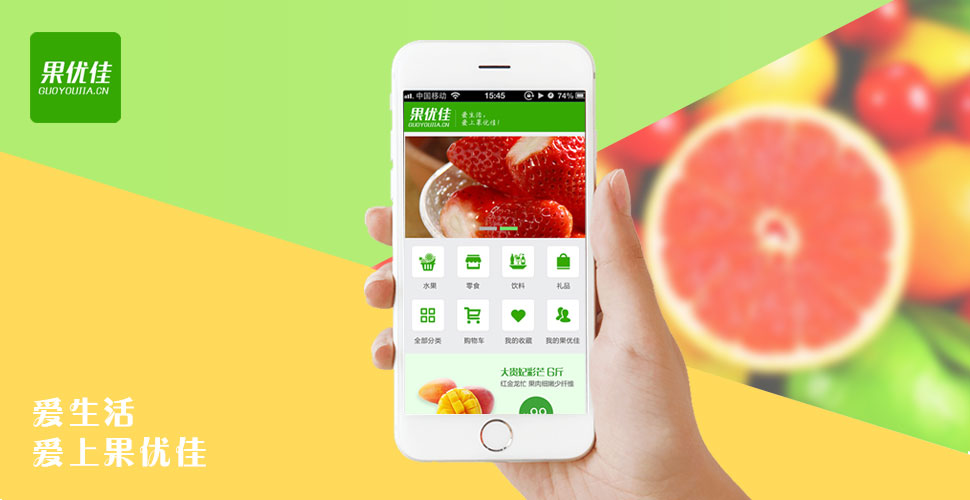 果优佳
GUOYOUJIA.CN
中国移动
15:45
74%
果优佳
GUOYOUJIA.CN
爱生活，
爱上果优佳！
水果
零食
饮料
礼品
全部分类
购物车
我的收藏
我的果优佳
大贵妃彩芒 6斤
红金龙忙 果肉细嫩少纤维
爱生活
爱上果优佳